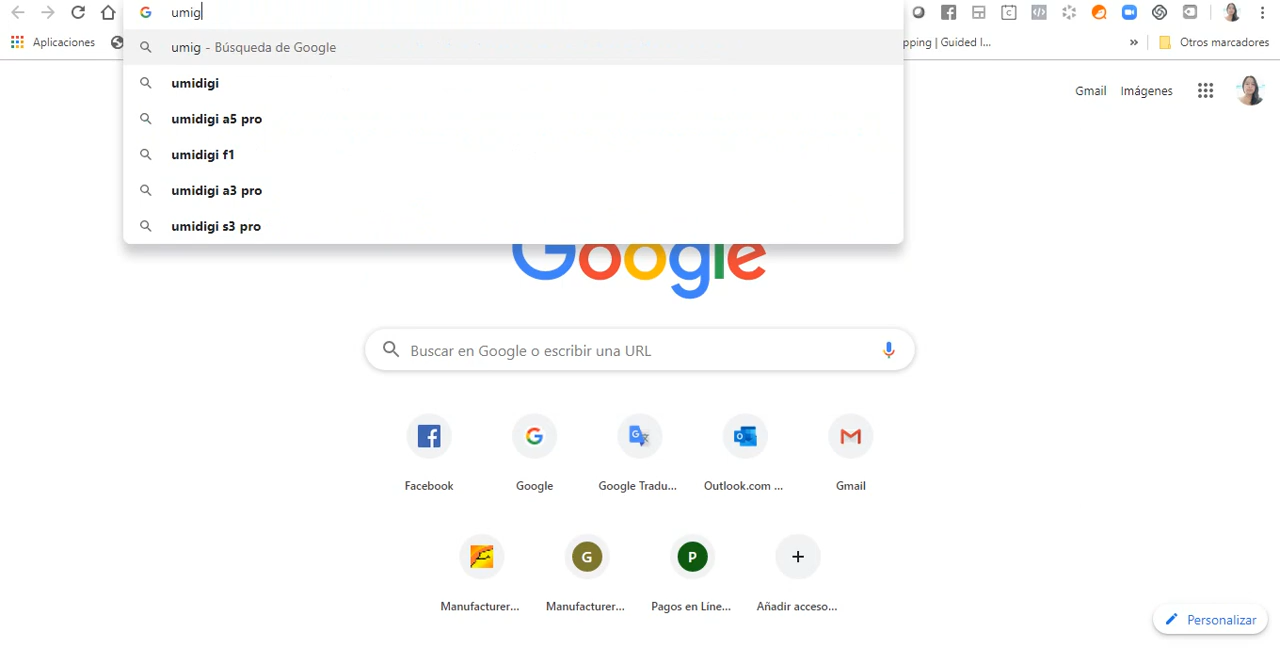 umig
Aplicaciones
pping | Guided I...
»
Otros marcadores
umig - Búsqueda de Google
umidigi
umidigi a5 pro
umidigi f1
umidigi a3 pro
umidigi s3 pro
Gmail
Imágenes
Google
Buscar en Google o escribir una URL
Facebook
Google
Google Tradu...
Outlook.com ...
Gmail
G
P
Manufacturer...
Manufacturer...
Pagos en Líne...
Añadir acceso...
Personalizar